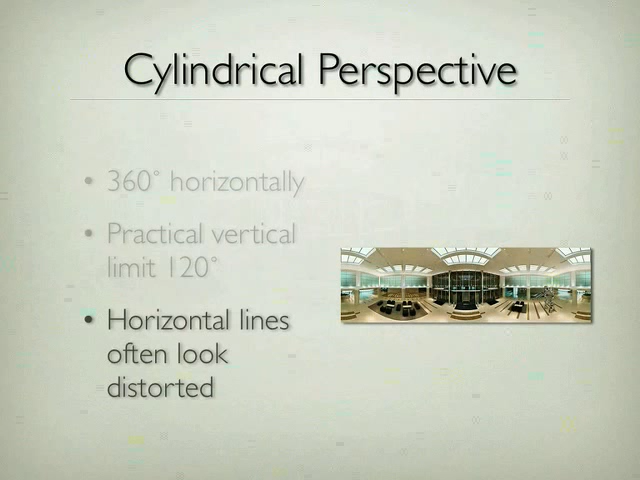 Cylindrical Perspective
• 360° horizontally
• Practical vertical
limit 120°
• Horizontal lines
often look
distorted